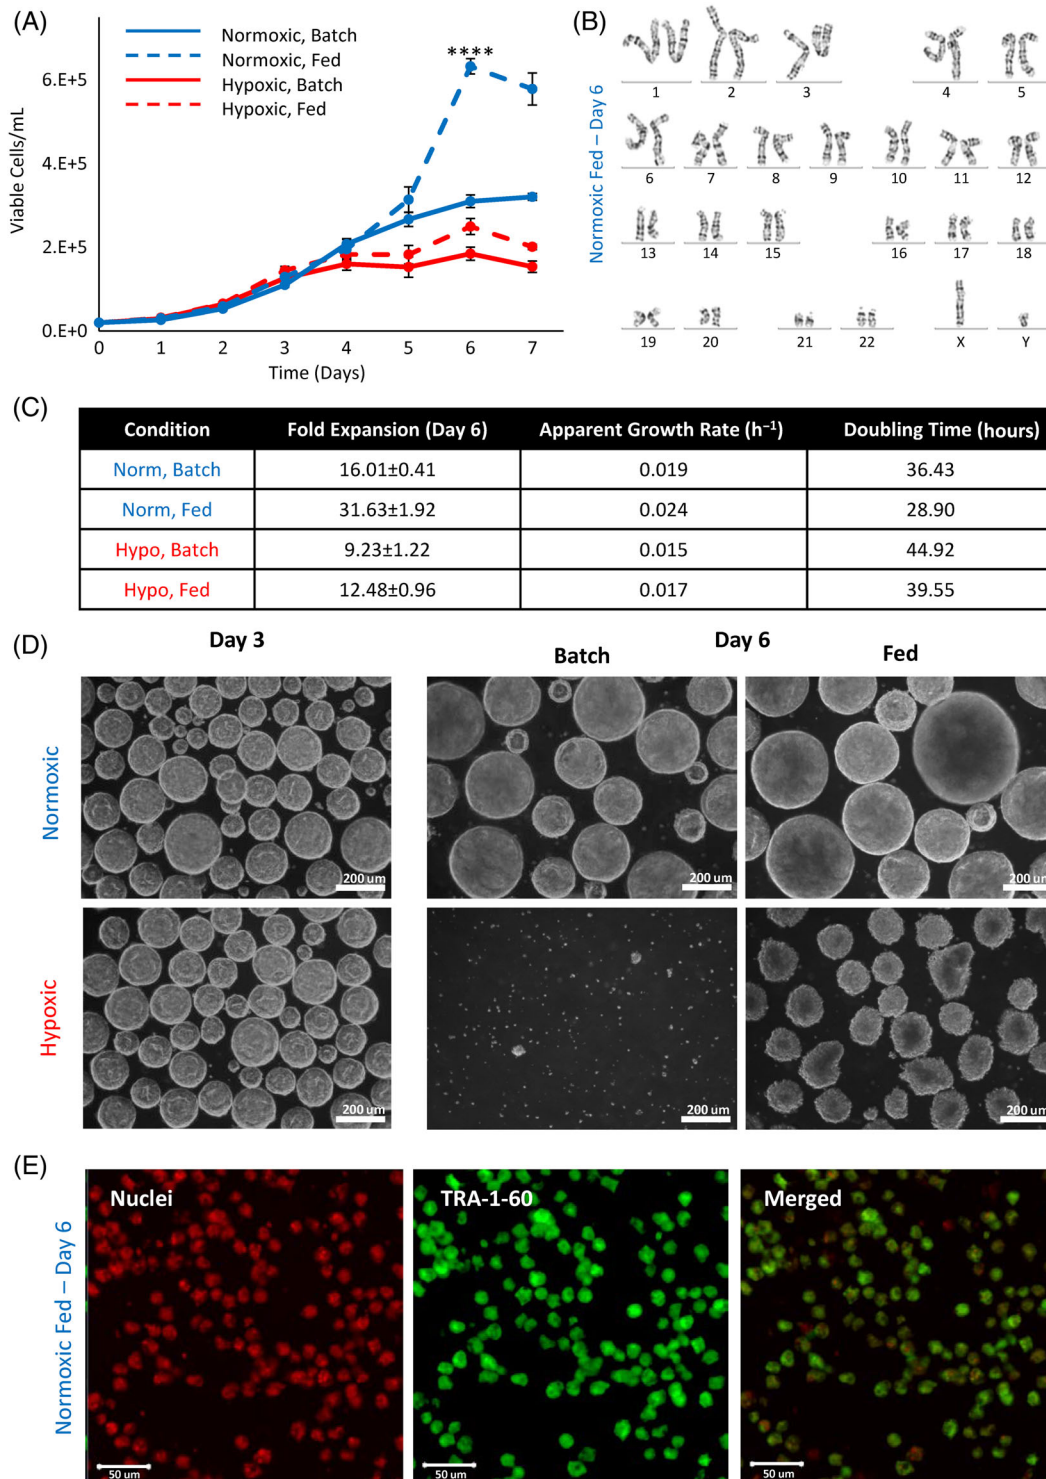 (A)
Normoxic, Batch
Normoxic, Fed
Hypoxic, Batch
Hypoxic, Fed
****
Viable Cells/mL
6.E+5
4.E+5
2.E+5
0.E+0
0 1 2 3 4 5 6 7
Time (Days)
(B)
Normoxic Fed – Day 6
1 2 3 4 5
6 7 8 9 10 11 12
13 14 15 16 17 18
19 20 21 22 X Y
(C)
Condition Fold Expansion (Day 6) Apparent Growth Rate (h⁻¹) Doubling Time (hours)
Norm, Batch 16.01±0.41 0.019 36.43
Norm, Fed 31.63±1.92 0.024 28.90
Hypo, Batch 9.23±1.22 0.015 44.92
Hypo, Fed 12.48±0.96 0.017 39.55
(D)
Day 3 Day 6
Batch Fed
Normoxic
200 um 200 um 200 um
Hypoxic
200 um 200 um 200 um
(E)
Normoxic Fed – Day 6
Nuclei TRA-1-60 Merged
50 um 50 um 50 um